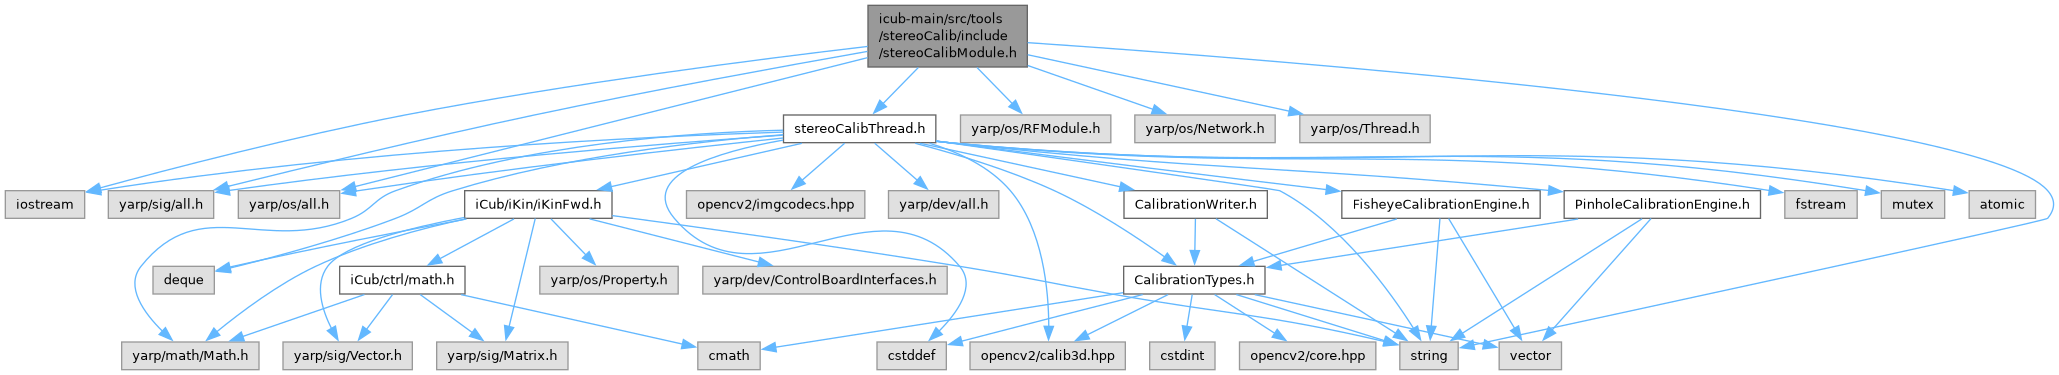 icub-main/src/tools
/stereoCalib/include
/stereoCalibModule.h
stereoCalibThread.h
yarp/os/RFModule.h
yarp/os/Network.h
yarp/os/Thread.h
iostream
yarp/sig/all.h
yarp/os/all.h
iCub/iKin/iKinFwd.h
opencv2/imgcodecs.hpp
yarp/dev/all.h
CalibrationWriter.h
FisheyeCalibrationEngine.h
PinholeCalibrationEngine.h
fstream
mutex
atomic
deque
iCub/ctrl/math.h
yarp/os/Property.h
yarp/dev/ControlBoardInterfaces.h
CalibrationTypes.h
yarp/math/Math.h
yarp/sig/Vector.h
yarp/sig/Matrix.h
cmath
cstddef
opencv2/calib3d.hpp
cstdint
opencv2/core.hpp
string
vector